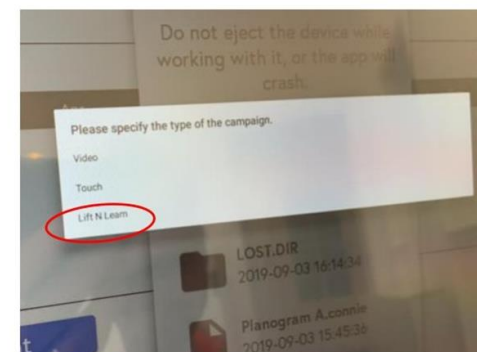 Do not eject the device while
working with it, or the app will
crash.
Please specify the type of the campaign.
Video
Touch
Lift N Learn
LOST.DIR
2019-09-03 16:14:34
Planogram A.connie
2019-09-03 15:45:36
t